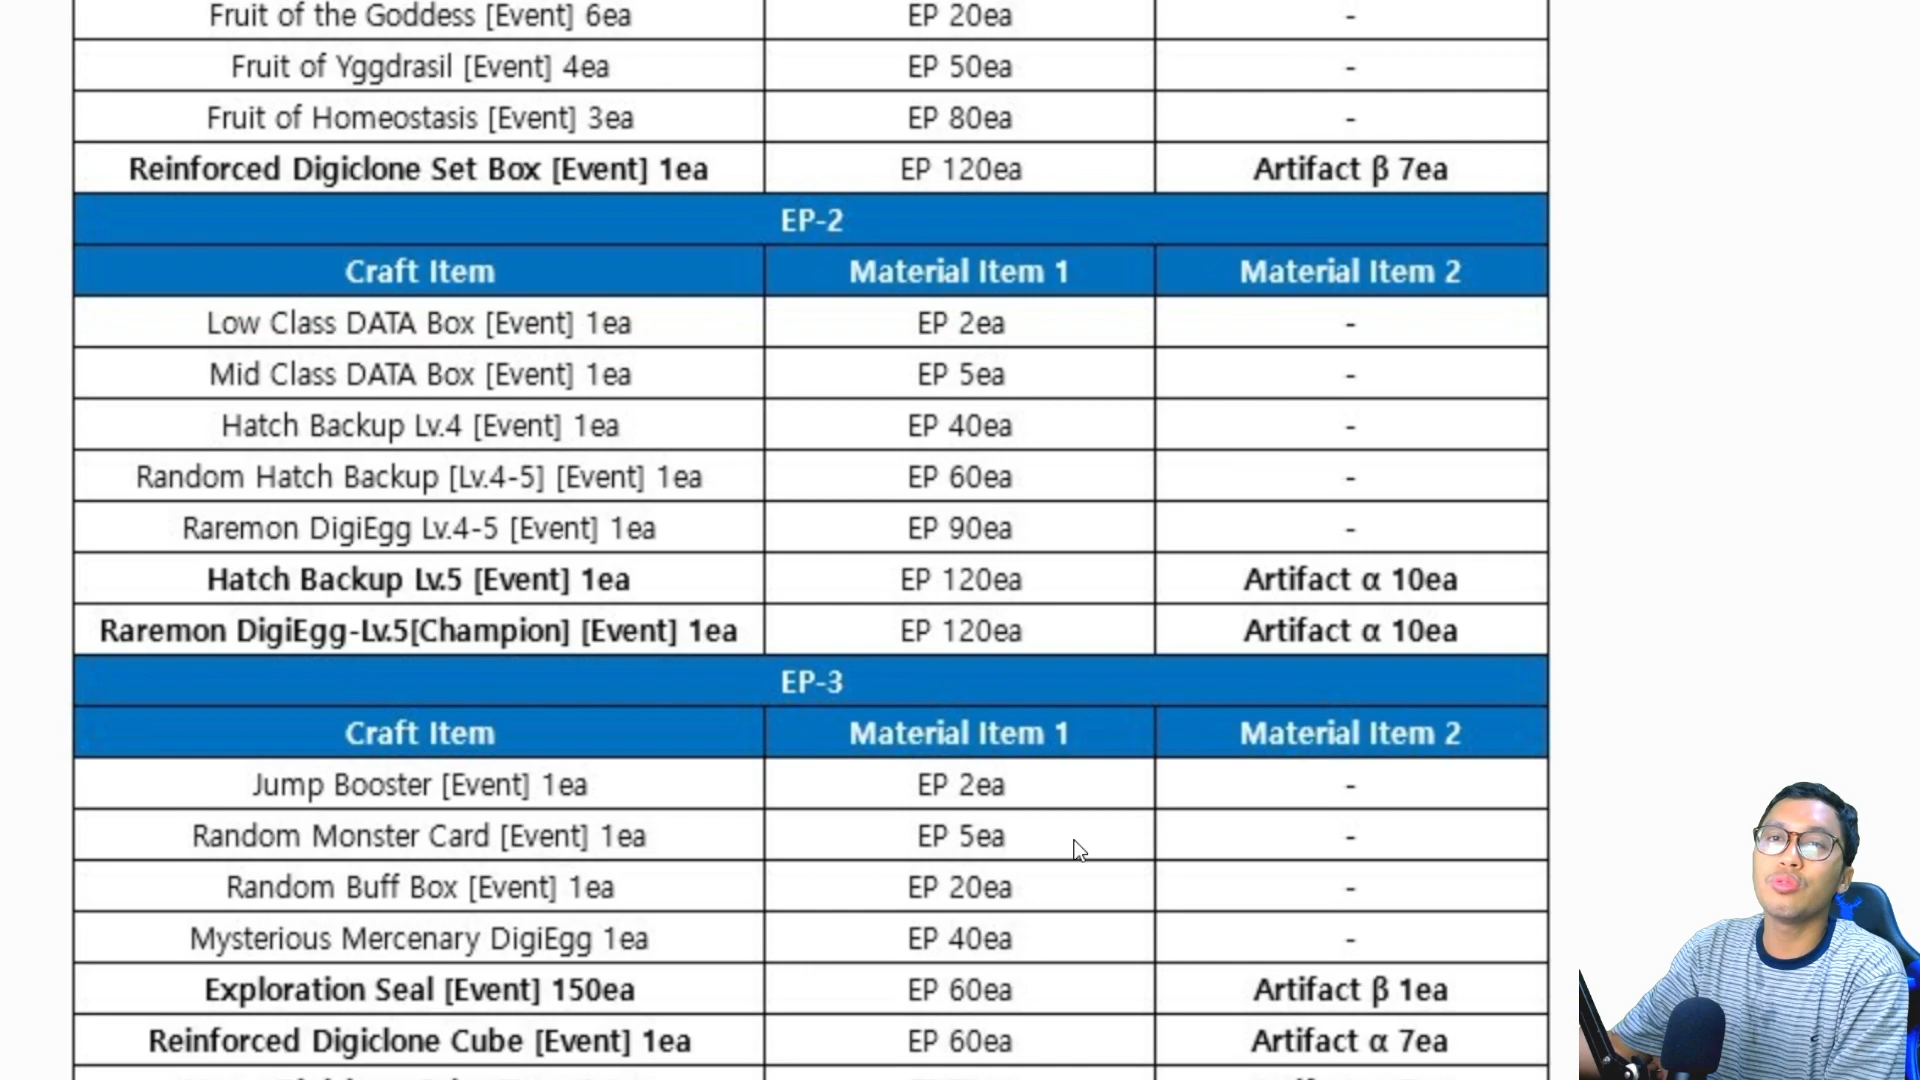 Fruit of the Goddess [Event] 6ea EP 20ea -
Fruit of Yggdrasil [Event] 4ea EP 50ea -
Fruit of Homeostasis [Event] 3ea EP 80ea -
Reinforced Digiclone Set Box [Event] 1ea EP 120ea Artifact β 7ea
EP-2
Craft Item Material Item 1 Material Item 2
Low Class DATA Box [Event] 1ea EP 2ea -
Mid Class DATA Box [Event] 1ea EP 5ea -
Hatch Backup Lv.4 [Event] 1ea EP 40ea -
Random Hatch Backup [Lv.4-5] [Event] 1ea EP 60ea -
Raremon DigiEgg Lv.4-5 [Event] 1ea EP 90ea -
Hatch Backup Lv.5 [Event] 1ea EP 120ea Artifact α 10ea
Raremon DigiEgg-Lv.5[Champion] [Event] 1ea EP 120ea Artifact α 10ea
EP-3
Craft Item Material Item 1 Material Item 2
Jump Booster [Event] 1ea EP 2ea -
Random Monster Card [Event] 1ea EP 5ea -
Random Buff Box [Event] 1ea EP 20ea -
Mysterious Mercenary DigiEgg 1ea EP 40ea -
Exploration Seal [Event] 150ea EP 60ea Artifact β 1ea
Reinforced Digiclone Cube [Event] 1ea EP 60ea Artifact α 7ea